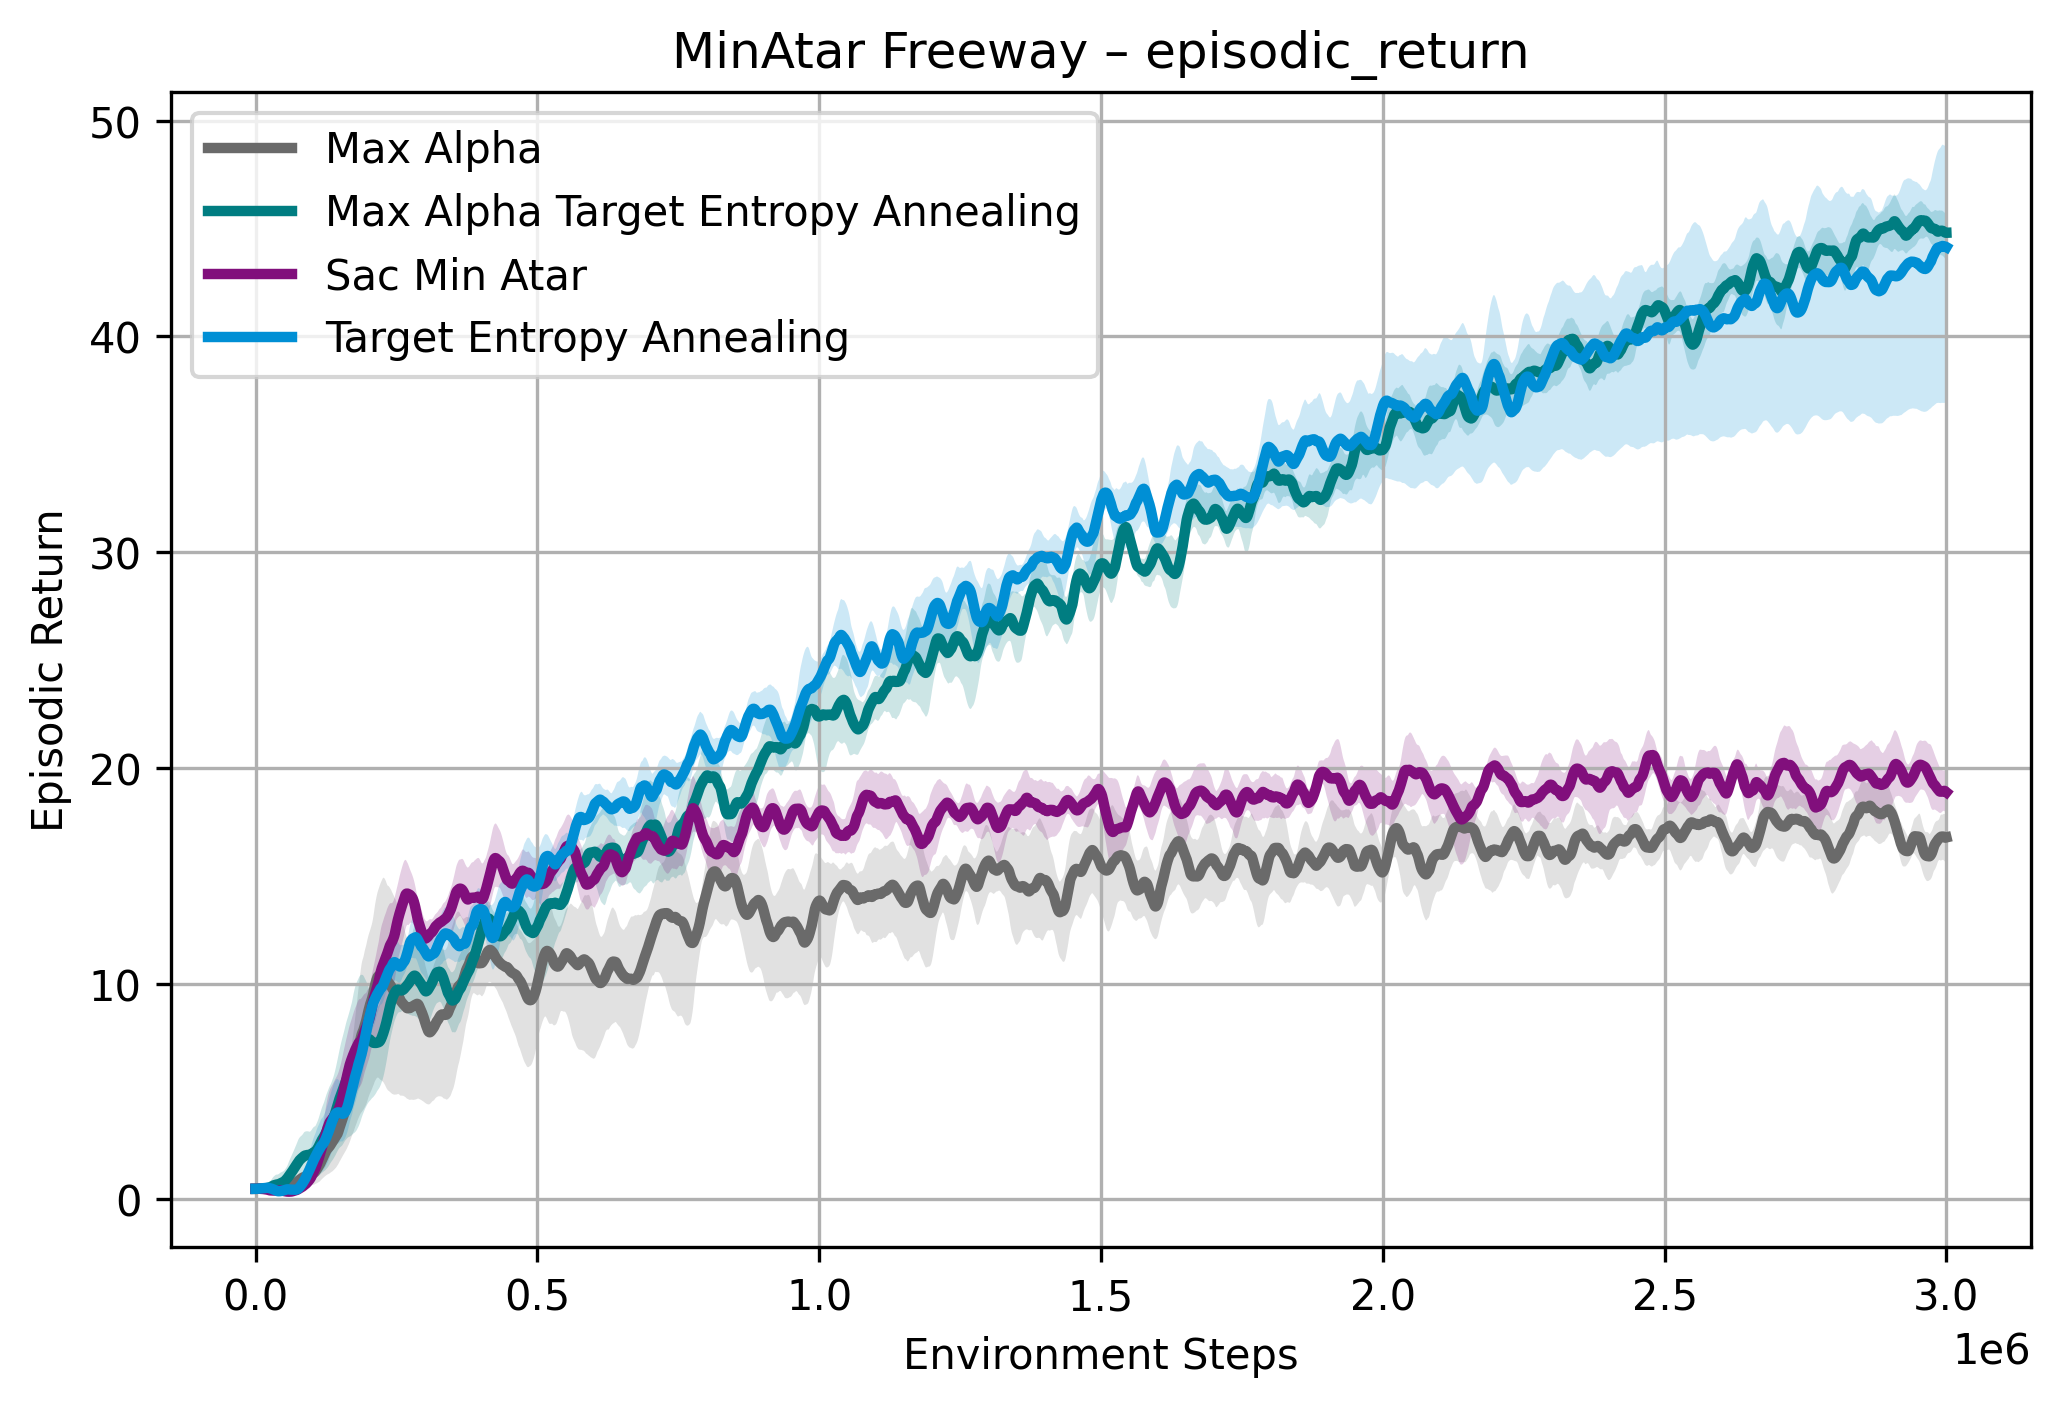 MinAtar Freeway – episodic_return
50
40
30
20
10
0
Episodic Return
Max Alpha
Max Alpha Target Entropy Annealing
Sac Min Atar
Target Entropy Annealing
0.0 0.5 1.0 1.5 2.0 2.5 3.0
1e6
Environment Steps